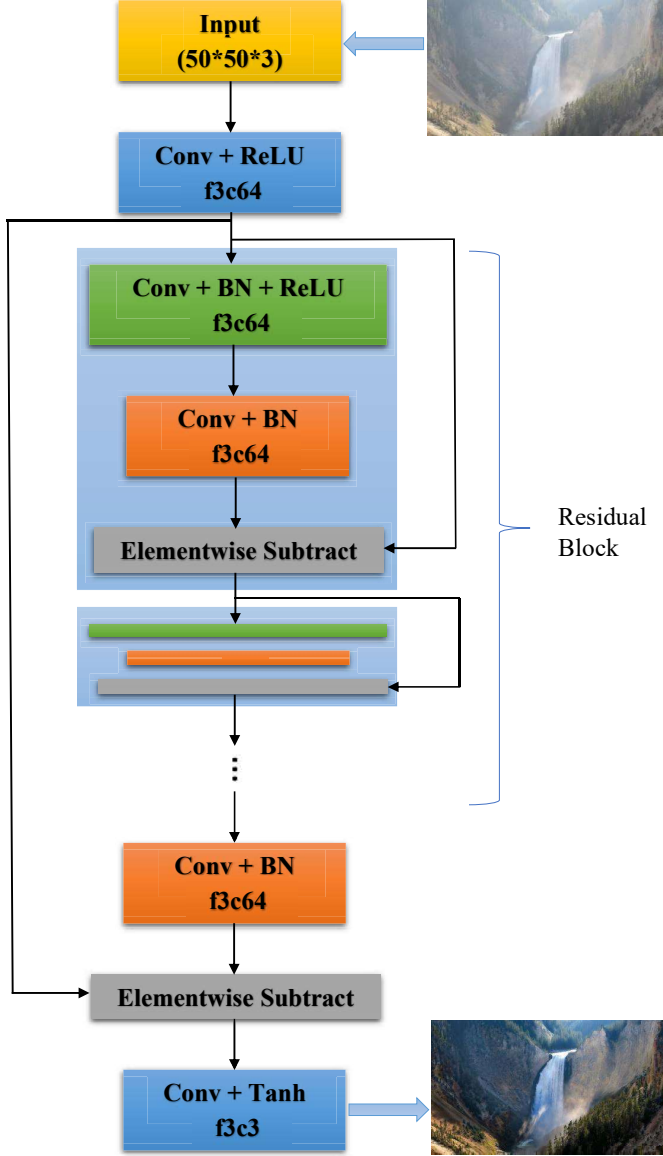 Input
(50*50*3)
Conv + ReLU
f3c64
Conv + BN + ReLU
f3c64
Conv + BN
f3c64
Elementwise Subtract
Residual
Block
...
Conv + BN
f3c64
Elementwise Subtract
Conv + Tanh
f3c3